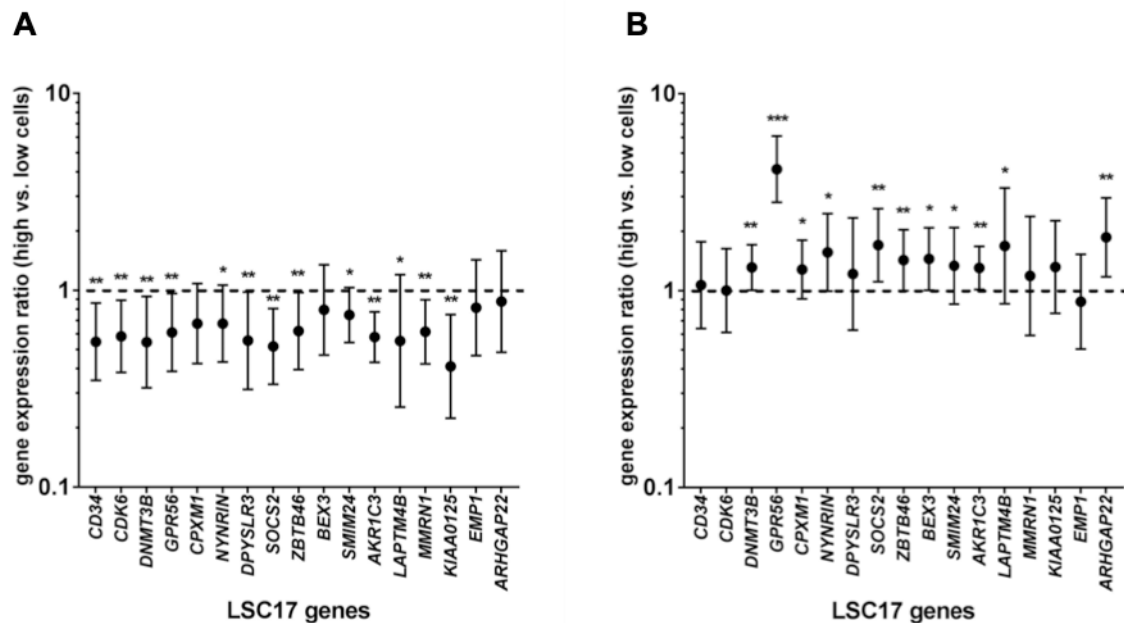 A
gene expression ratio (high vs. low cells)
10
1
0.1
** ** ** ** * ** ** ** * ** * ** **
CD34
CDK6
DNMT3B
GPR56
CPXM1
NYNRIN
DPYSLR3
SOCS2
ZBTB46
BEX3
SMIM24
AKR1C3
LAPTM4B
MMRN1
KIAA0125
EMP1
ARHGAP22
LSC17 genes
B
gene expression ratio (high vs. low cells)
10
1
0.1
** *** * * ** ** * * ** * **
CD34
CDK6
DNMT3B
GPR56
CPXM1
NYNRIN
DPYSLR3
SOCS2
ZBTB46
BEX3
SMIM24
AKR1C3
LAPTM4B
MMRN1
KIAA0125
EMP1
ARHGAP22
LSC17 genes